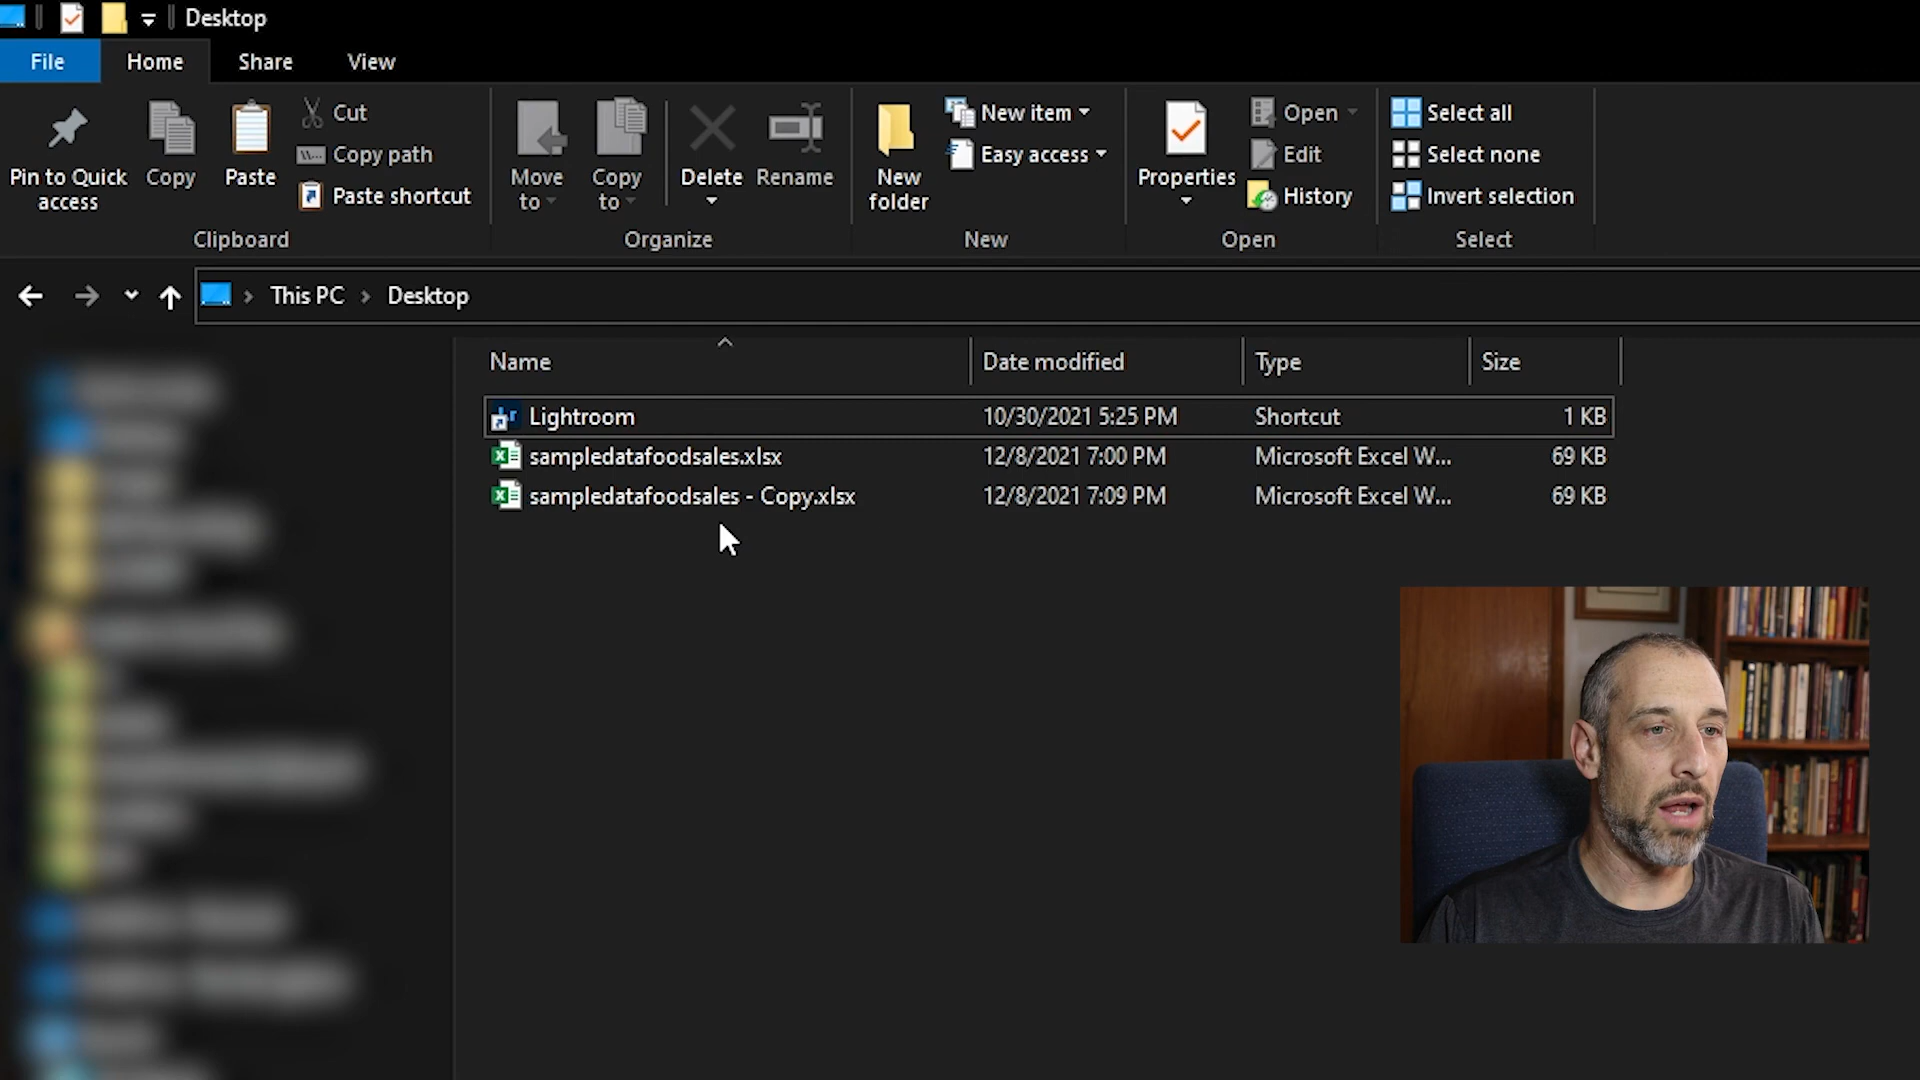 Desktop
File Home Share View
Pin to Quick access
Copy
Paste
Cut
Copy path
Paste shortcut
Clipboard
Move to
Copy to
Delete
Rename
Organize
New folder
New item
Easy access
New
Properties
Open
Edit
History
Open
Select all
Select none
Invert selection
Select
This PC > Desktop
Name Date modified Type Size
Lightroom 10/30/2021 5:25 PM Shortcut 1 KB
sampledatafoodsales.xlsx 12/8/2021 7:00 PM Microsoft Excel W... 69 KB
sampledatafoodsales - Copy.xlsx 12/8/2021 7:09 PM Microsoft Excel W... 69 KB